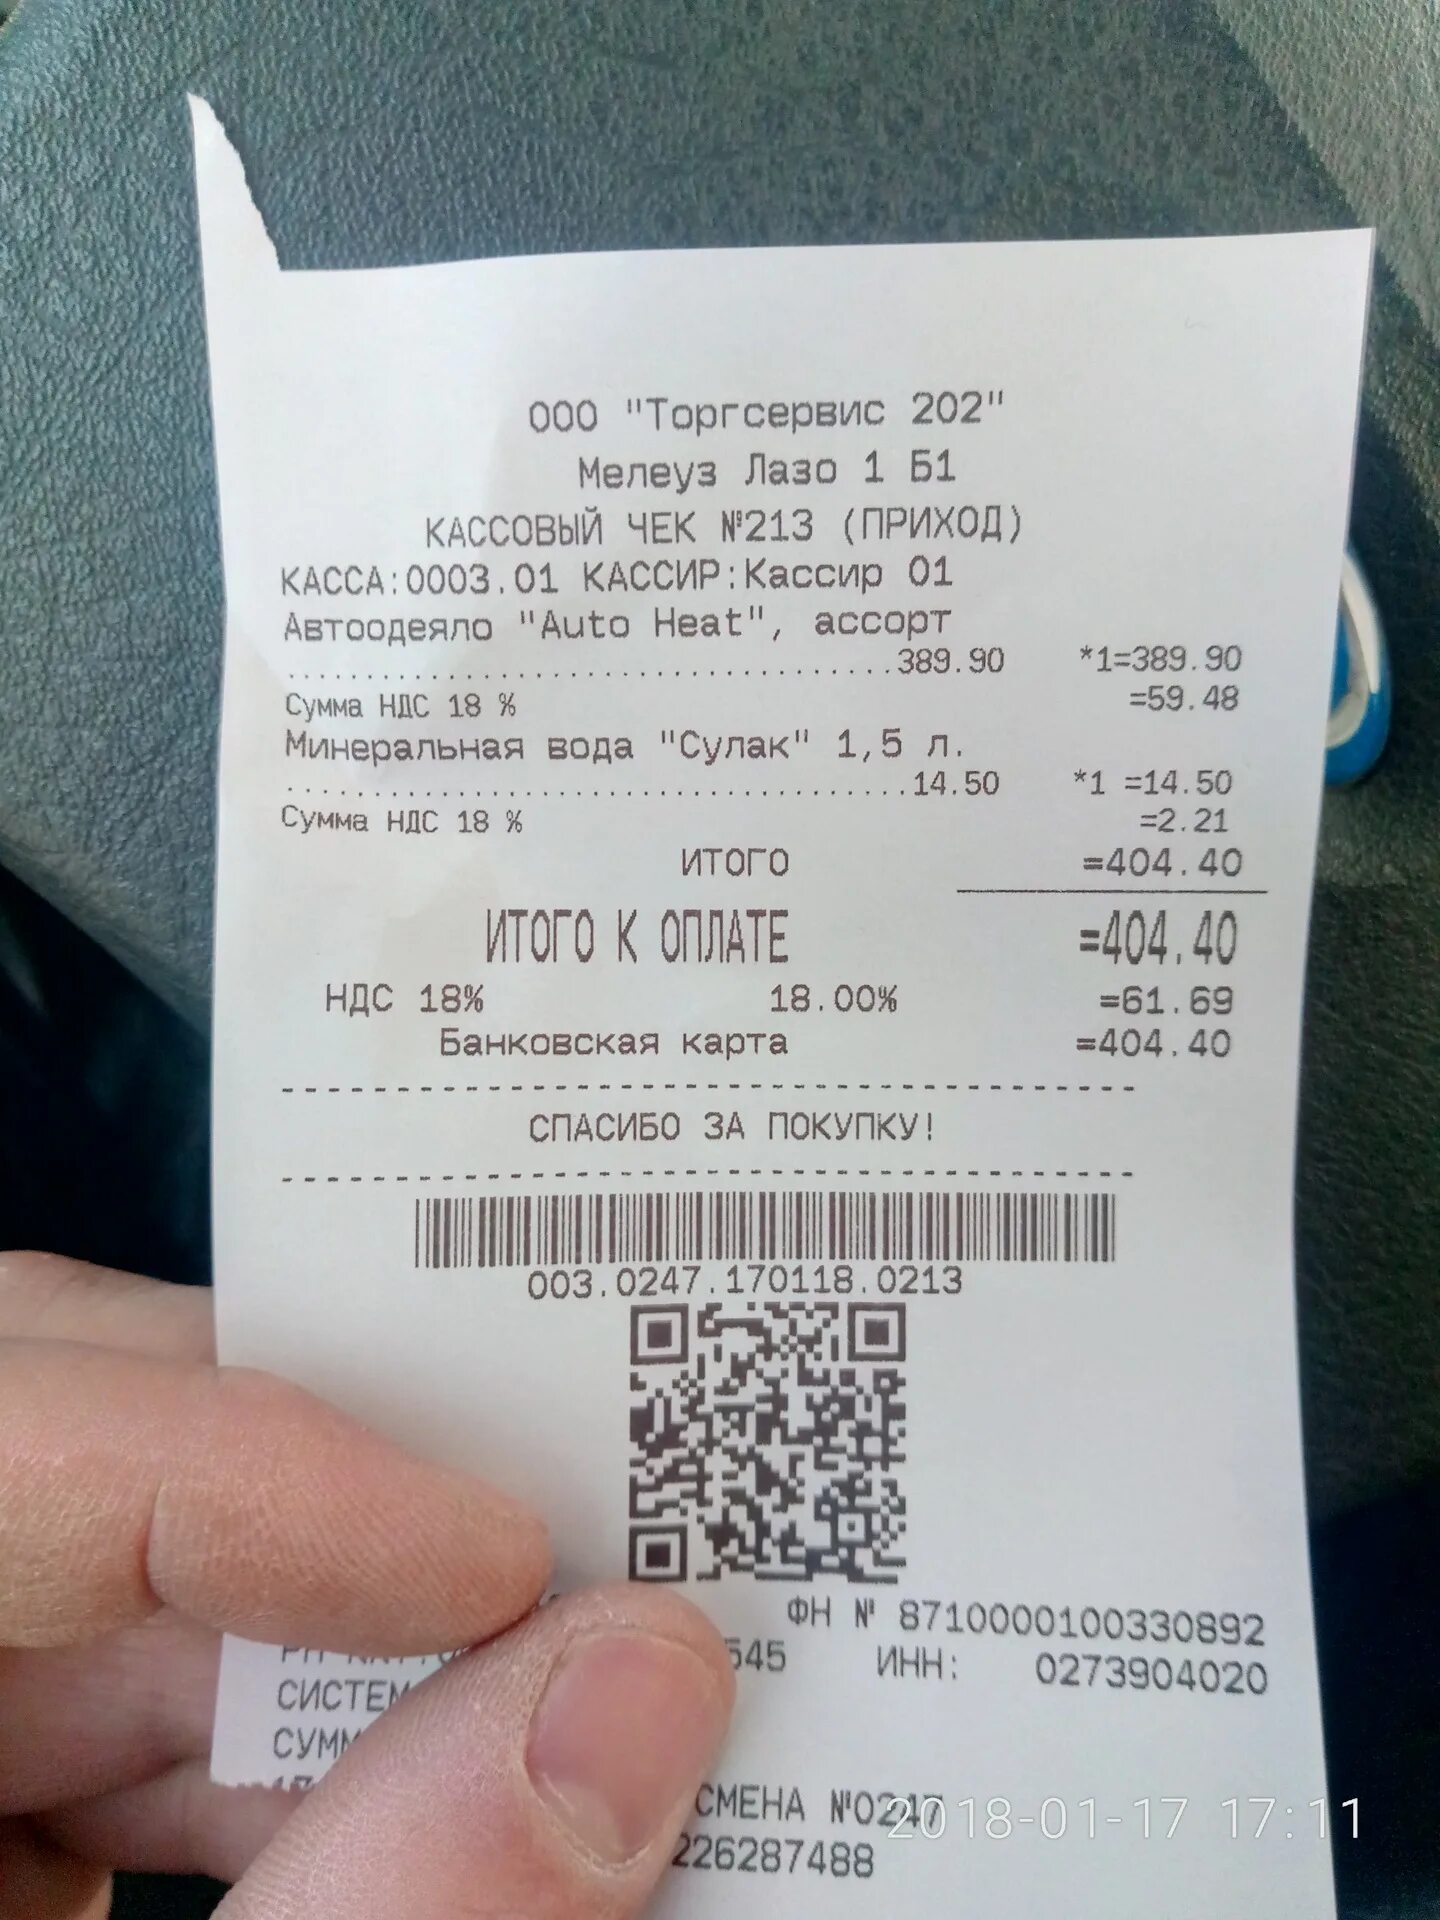 ООО "Торгсервис 202"
Мелеуз Лазо 1 Б1
КАССОВЫЙ ЧЕК №213 (ПРИХОД)
КАССА:0003.01 КАССИР:Кассир 01
Автоодеяло "Auto Heat", ассорт
....................................389.90 *1=389.90
Сумма НДС 18 % =59.48
Минеральная вода "Сулак" 1,5 л.
.....................................14.50 *1 =14.50
Сумма НДС 18 % =2.21
ИТОГО =404.40
ИТОГО К ОПЛАТЕ =404.40
НДС 18% 18.00% =61.69
Банковская карта =404.40
СПАСИБО ЗА ПОКУПКУ!
003.0247.170118.0213
ФН № 8710000100330892
545 ИНН: 0273904020
СИСТЕМ
СУММ
СМЕНА №0247
2018-01-17 17:11
226287488